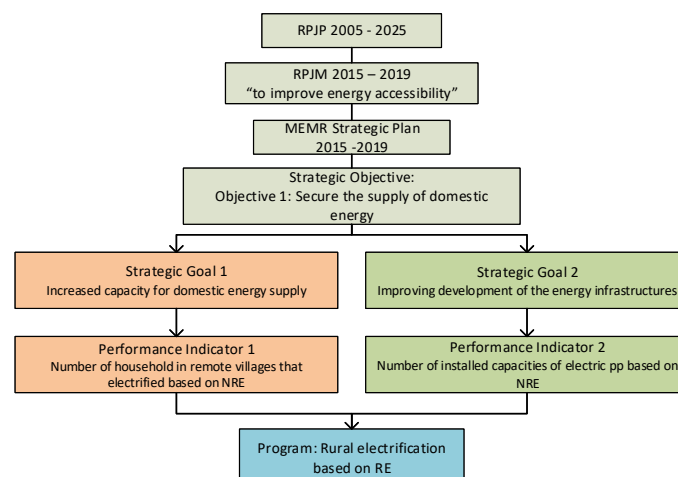 RPJP 2005 - 2025
RPJM 2015 – 2019
“to improve energy accessibility”
MEMR Strategic Plan
2015 -2019
Strategic Objective:
Objective 1: Secure the supply of domestic
energy
Strategic Goal 1
Increased capacity for domestic energy supply
Strategic Goal 2
Improving development of the energy infrastructures
Performance Indicator 1
Number of household in remote villages that
electrified based on NRE
Performance Indicator 2
Number of installed capacities of electric pp based on
NRE
Program: Rural electrification
based on RE